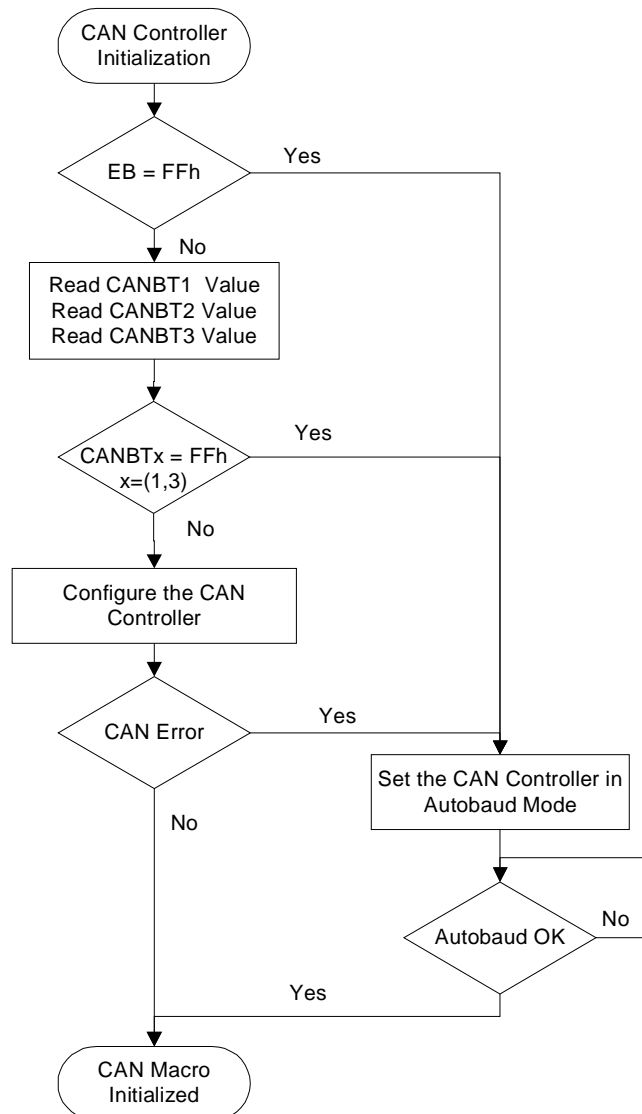 CAN Controller
Initialization
EB = FFh
Yes
No
Read CANBT1  Value
Read CANBT2 Value
Read CANBT3 Value
CANBTx = FFh
x=(1,3)
Yes
No
Configure the CAN
Controller
CAN Error
Yes
No
Set the CAN Controller in
Autobaud Mode
Autobaud OK
No
Yes
CAN Macro
Initialized